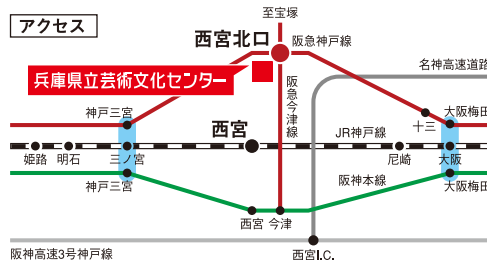 アクセス
至宝塚
西宮北口
阪急神戸線
名神高速道路
兵庫県立芸術文化センター
阪急今津線
神戸三宮
十三
大阪梅田
西宮
JR神戸線
姫路
明石
三ノ宮
尼崎
大阪
神戸三宮
阪神本線
大阪梅田
西宮
今津
阪神高速3号神戸線
西宮I.C.